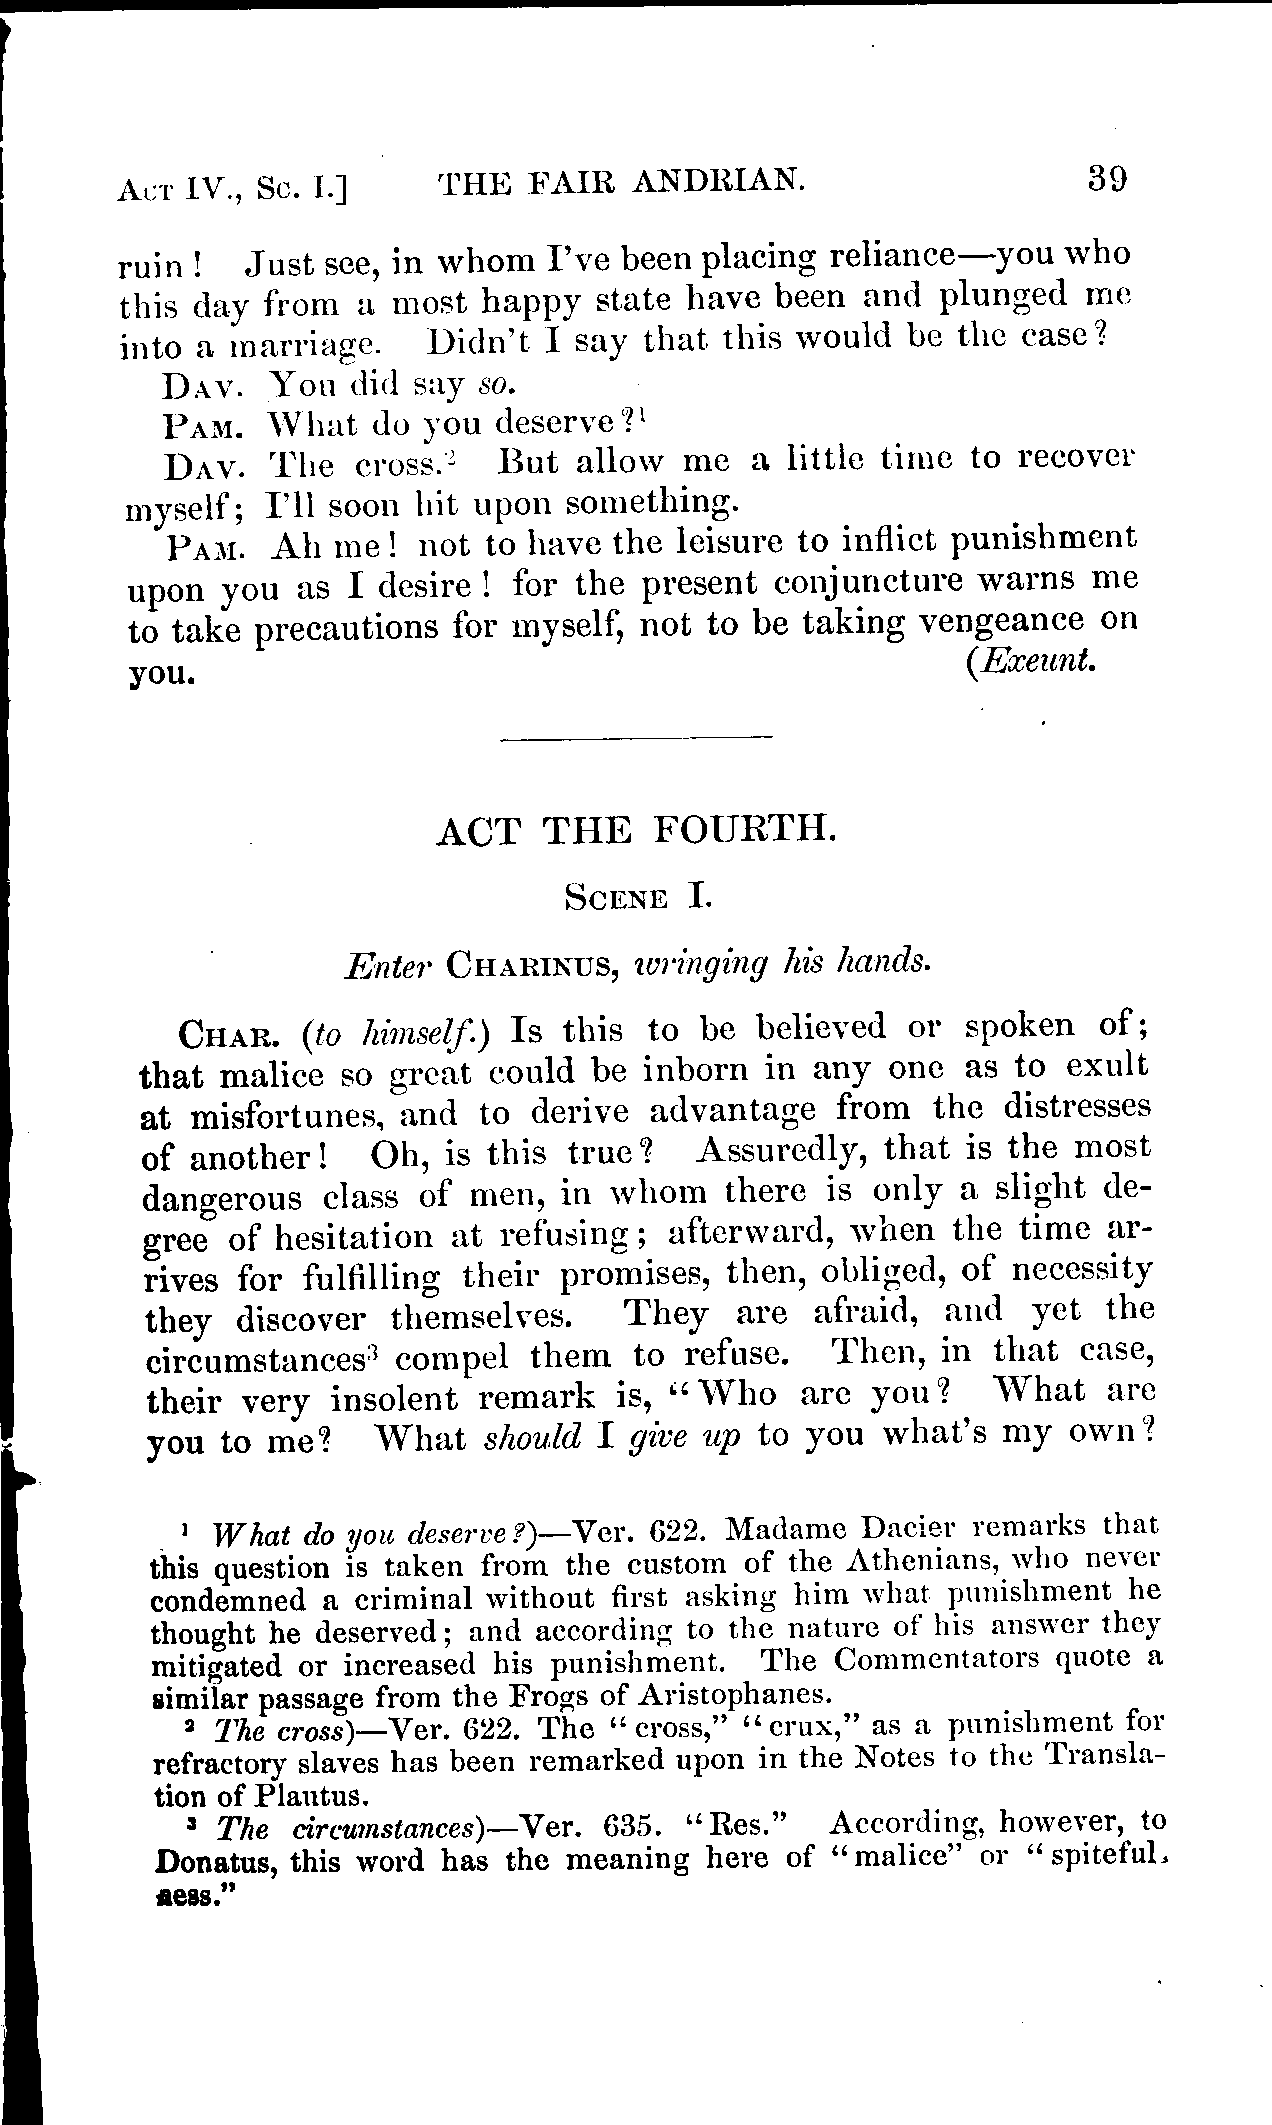 ACT IV., Sc. I.] THE FAIR ANDRIAN. 39
ruin! Just see, in whom I've been placing reliance—you who
this day from a most happy state have been and plunged me
into a marriage. Didn't I say that this would be the case?
DAV. You did say so.
PAM. What do you deserve?¹
DAV. The cross.² But allow me a little time to recover
myself; I'll soon hit upon something.
PAM. Ah me! not to have the leisure to inflict punishment
upon you as I desire! for the present conjuncture warns me
to take precautions for myself, not to be taking vengeance on
you. (Exeunt.
ACT THE FOURTH.
SCENE I.
Enter CHARINUS, wringing his hands.
CHAR. (to himself.) Is this to be believed or spoken of;
that malice so great could be inborn in any one as to exult
at misfortunes, and to derive advantage from the distresses
of another! Oh, is this true? Assuredly, that is the most
dangerous class of men, in whom there is only a slight de-
gree of hesitation at refusing; afterward, when the time ar-
rives for fulfilling their promises, then, obliged, of necessity
they discover themselves. They are afraid, and yet the
circumstances³ compel them to refuse. Then, in that case,
their very insolent remark is, "Who are you? What are
you to me? What should I give up to you what's my own?
¹ What do you deserve?)—Ver. 622. Madame Dacier remarks that
this question is taken from the custom of the Athenians, who never
condemned a criminal without first asking him what punishment he
thought he deserved; and according to the nature of his answer they
mitigated or increased his punishment. The Commentators quote a
similar passage from the Frogs of Aristophanes.
² The cross)—Ver. 622. The "cross," "crux," as a punishment for
refractory slaves has been remarked upon in the Notes to the Transla-
tion of Plautus.
³ The circumstances)—Ver. 635. "Res." According, however, to
Donatus, this word has the meaning here of "malice" or "spiteful-
ness."